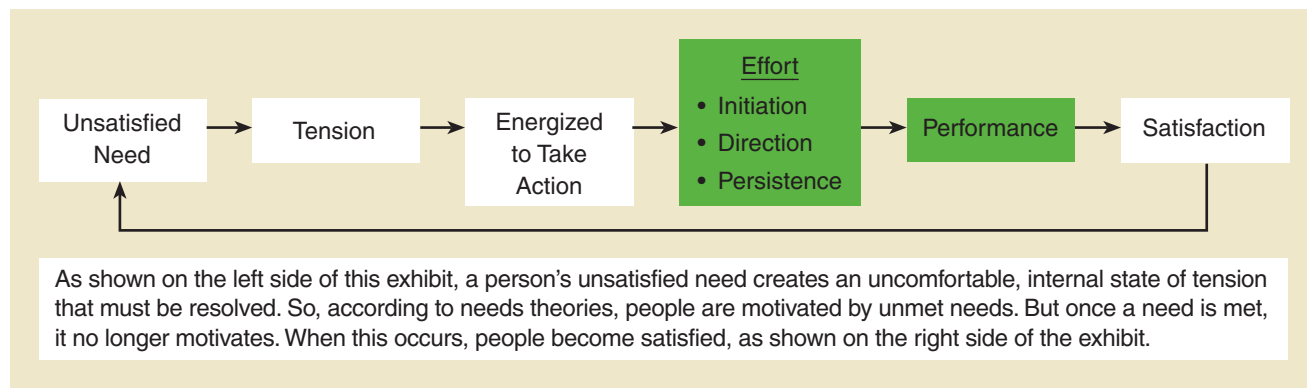 Unsatisfied
Need
Tension
Energized
to Take
Action
Effort
• Initiation
• Direction
• Persistence
Performance
Satisfaction
As shown on the left side of this exhibit, a person's unsatisfied need creates an uncomfortable, internal state of tension
that must be resolved. So, according to needs theories, people are motivated by unmet needs. But once a need is met,
it no longer motivates. When this occurs, people become satisfied, as shown on the right side of the exhibit.